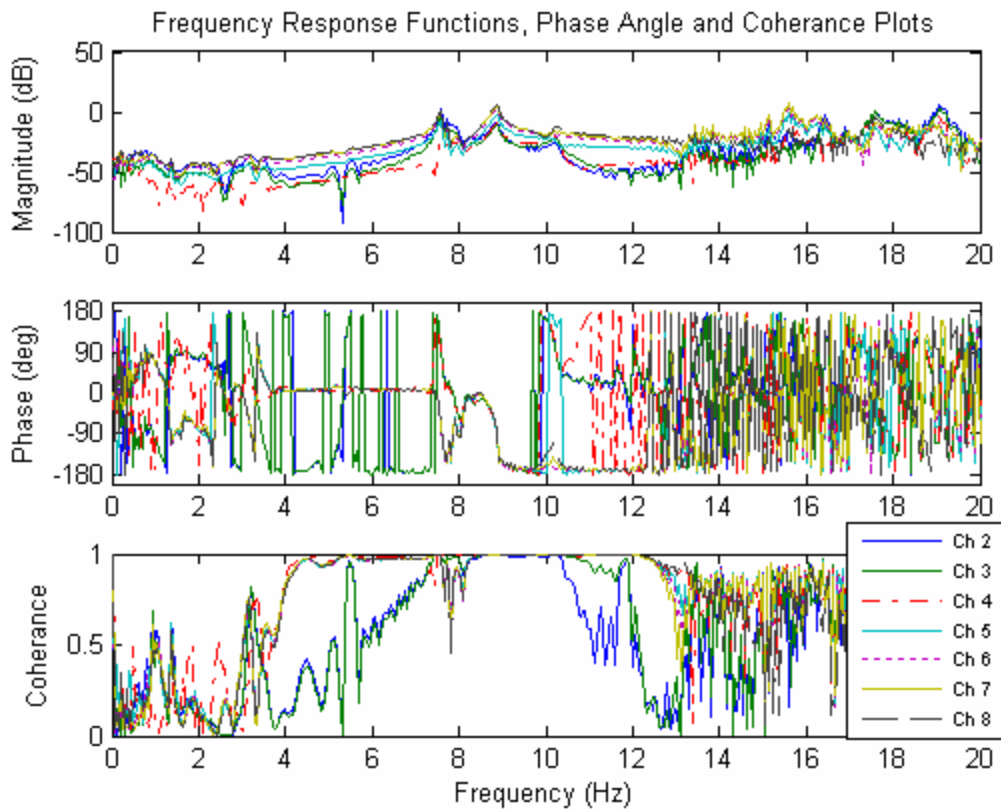 Frequency Response Functions, Phase Angle and Coherance Plots
50
0
-50
-100
Magnitude (dB)
0 2 4 6 8 10 12 14 16 18 20
180
90
0
-90
-180
Phase (deg)
0 2 4 6 8 10 12 14 16 18 20
1
0.5
0
Coherance
0 2 4 6 8 10 12 14 16 18 20
Frequency (Hz)
Ch 2
Ch 3
Ch 4
Ch 5
Ch 6
Ch 7
Ch 8